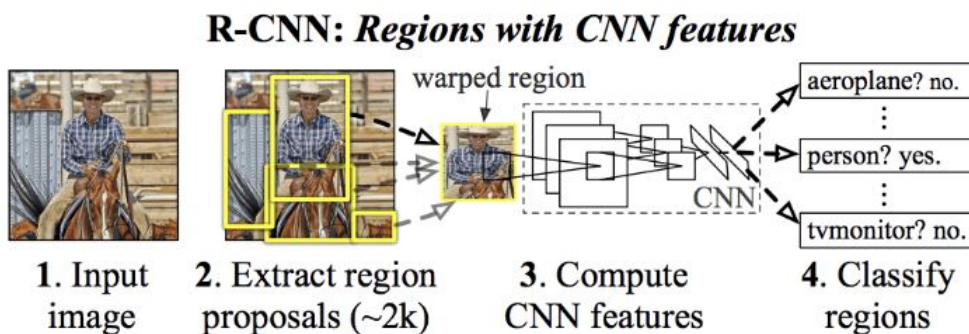 R-CNN: Regions with CNN features
warped region
aeroplane? no.
person? yes.
tvmonitor? no.
CNN
1. Input image
2. Extract region proposals (~2k)
3. Compute CNN features
4. Classify regions